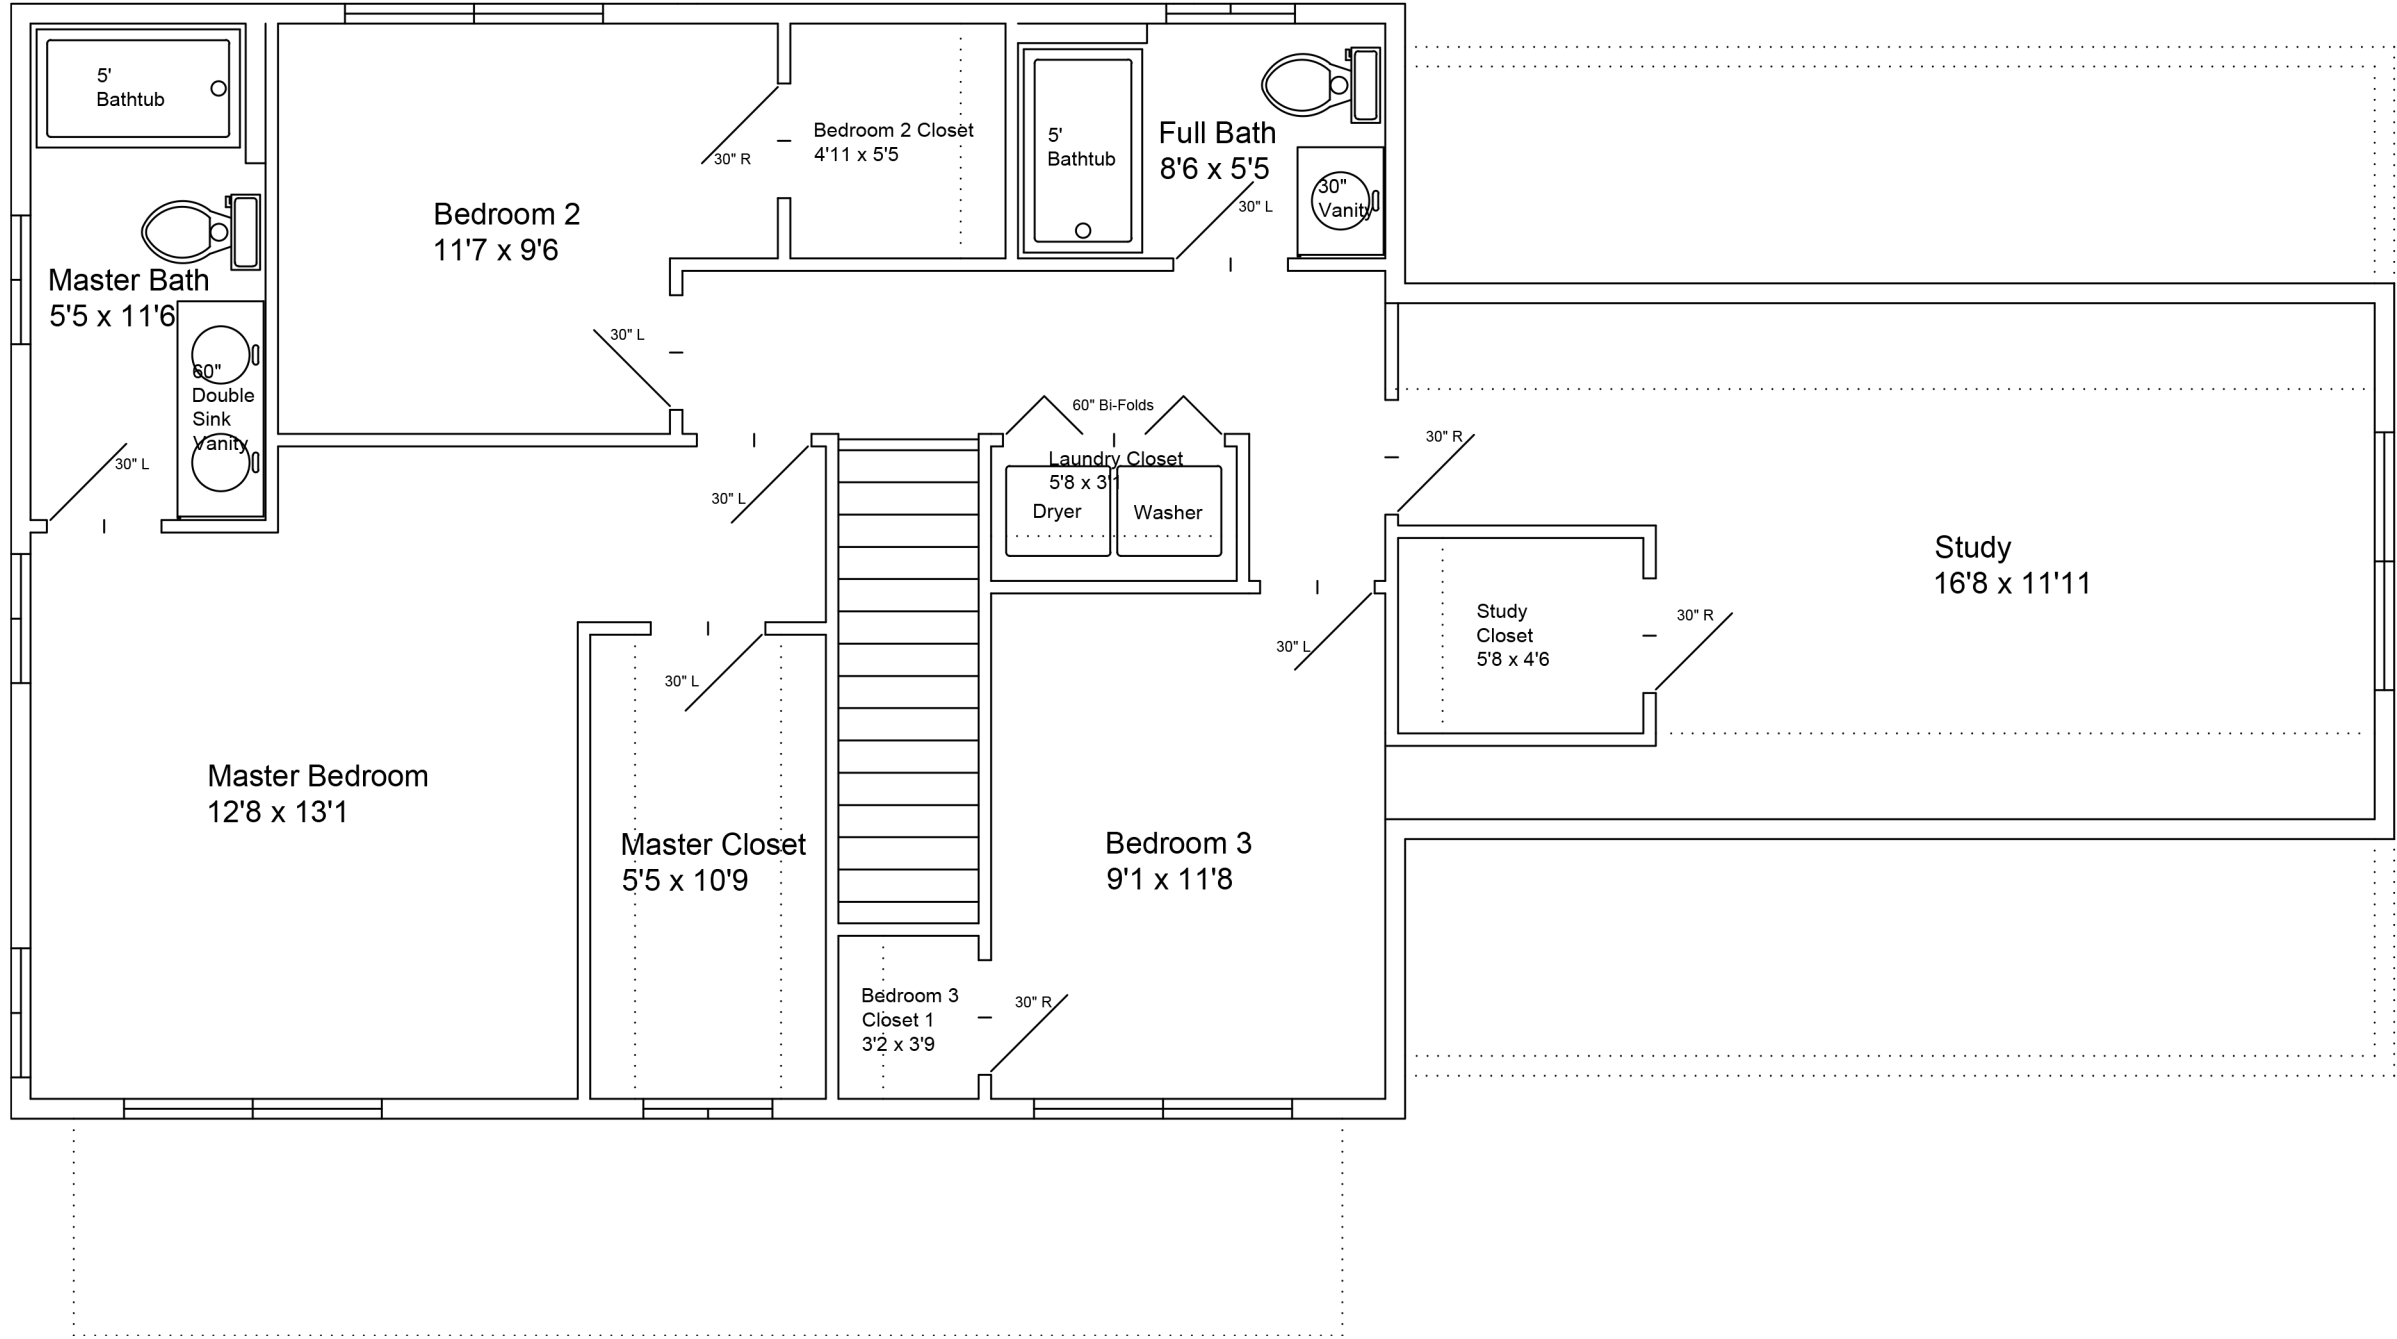 5'
Bathtub
Master Bath
5'5 x 11'6
60"
Double
Sink
Vanity
30" L
Bedroom 2
11'7 x 9'6
30" R
Bedroom 2 Closet
4'11 x 5'5
30" L
5'
Bathtub
Full Bath
8'6 x 5'5
30"
Vanity
30" L
60" Bi-Folds
Laundry Closet
5'8 x 3'1
Dryer
Washer
30" L
30" R
Study
16'8 x 11'11
Study
Closet
5'8 x 4'6
30" R
30" L
30" L
Master Bedroom
12'8 x 13'1
Master Closet
5'5 x 10'9
Bedroom 3
9'1 x 11'8
Bedroom 3
Closet 1
3'2 x 3'9
30" R